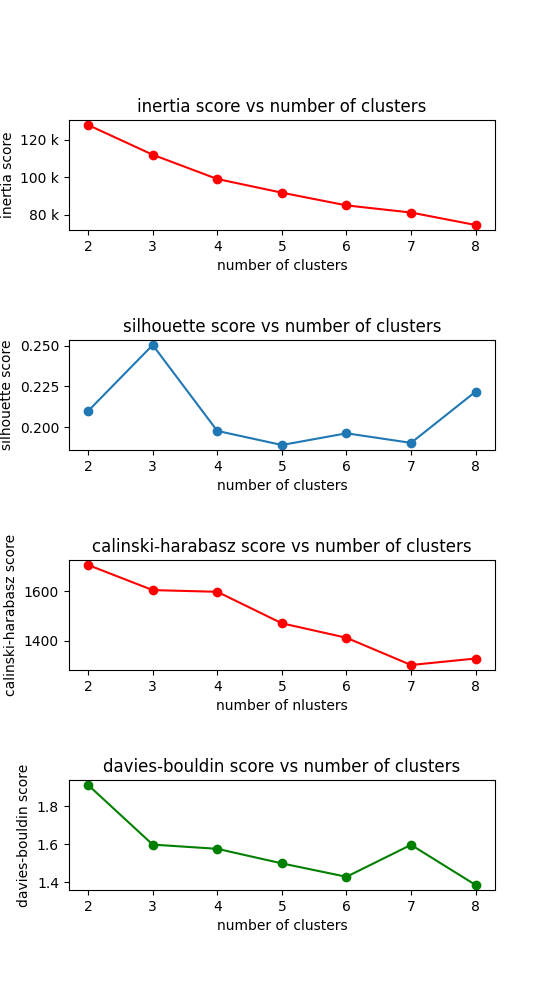 inertia score vs number of clusters
inertia score
120 k
100 k
80 k
2 3 4 5 6 7 8
number of clusters
silhouette score vs number of clusters
silhouette score
0.250
0.225
0.200
2 3 4 5 6 7 8
number of clusters
calinski-harabasz score vs number of clusters
calinski-harabasz score
1600
1400
2 3 4 5 6 7 8
number of nlusters
davies-bouldin score vs number of clusters
davies-bouldin score
1.8
1.6
1.4
2 3 4 5 6 7 8
number of clusters